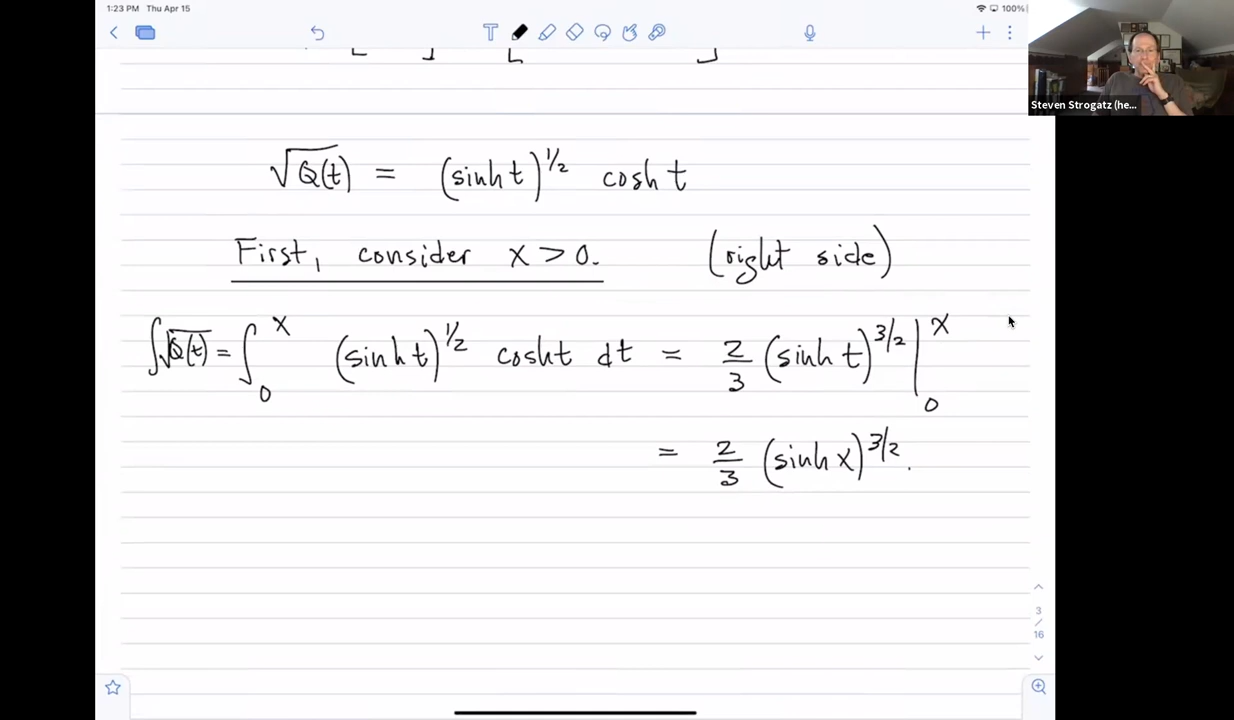 1:23 PM Thu Apr 15
100%
Steven Strogatz (he...
√Q(t) = (sinh t)^1/2 cosh t
First, consider x > 0. (right side)
∫√Q(t) = ∫_0^x (sinh t)^1/2 cosht dt = 2/3 (sinh t)^3/2 |_0^x
= 2/3 (sinh x)^3/2.
3
/
16